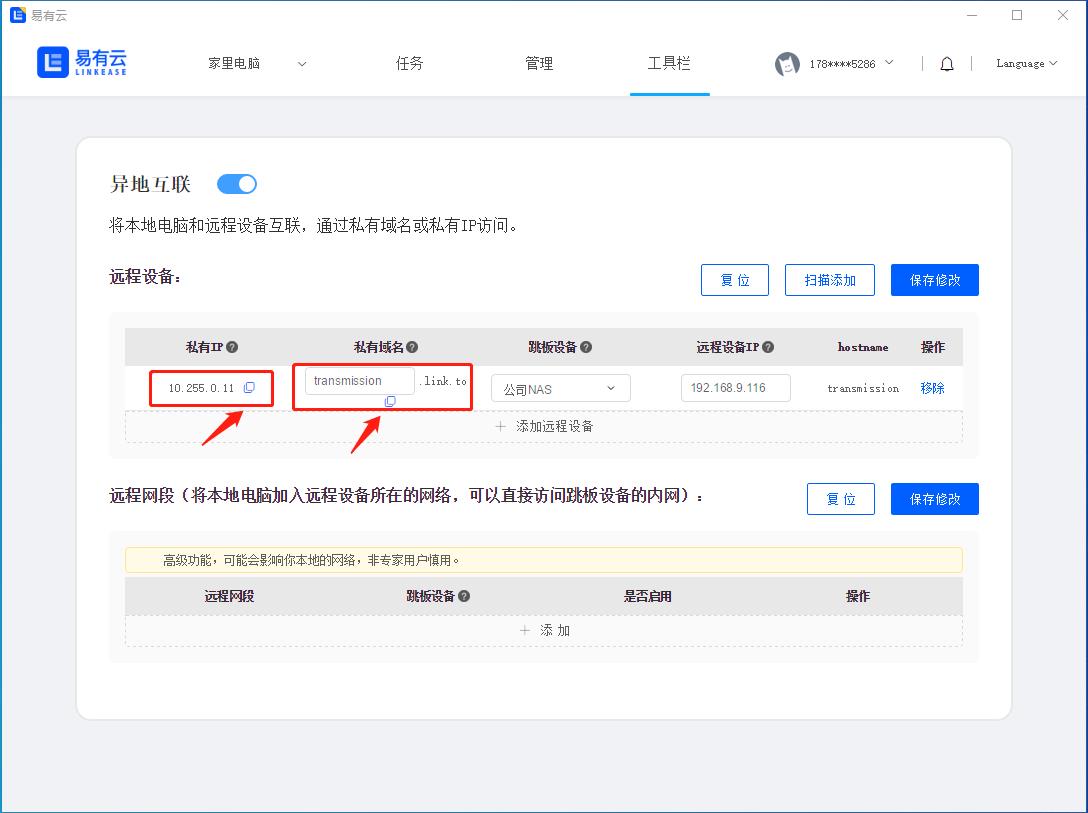 易有云
易有云
LINKEASE
家里电脑
任务
管理
工具栏
178****5286
Language
异地互联
将本地电脑和远程设备互联，通过私有域名或私有IP访问。
远程设备：
复 位
扫描添加
保存修改
私有IP
私有域名
跳板设备
远程设备IP
hostname
操作
10.255.0.11
transmission
.link.to
公司NAS
192.168.9.116
transmission
移除
添加远程设备
远程网段（将本地电脑加入远程设备所在的网络，可以直接访问跳板设备的内网）：
复 位
保存修改
高级功能，可能会影响你本地的网络，非专家用户慎用。
远程网段
跳板设备
是否启用
操作
添 加